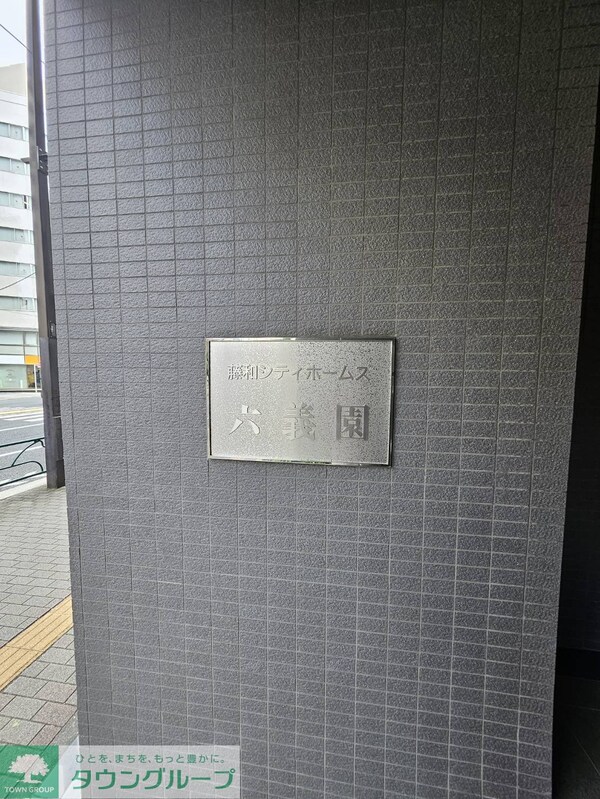 藤和シティホームス
六義園
ひとを、まちを、もっと豊かに。
タウングループ
TOWN GROUP